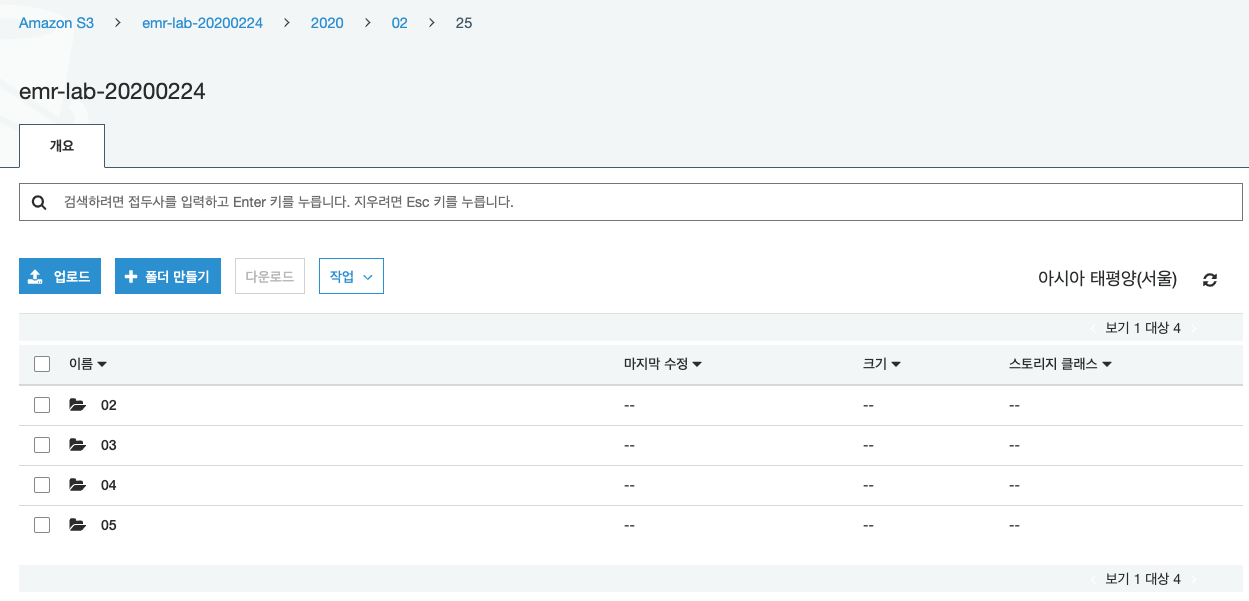 Amazon S3 > emr-lab-20200224 > 2020 > 02 > 25
emr-lab-20200224
개요
검색하려면 접두사를 입력하고 Enter 키를 누릅니다. 지우려면 Esc 키를 누릅니다.
업로드 + 폴더 만들기 다운로드 작업 아시아 태평양(서울)
보기 1 대상 4
이름 마지막 수정 크기 스토리지 클래스
02 -- -- --
03 -- -- --
04 -- -- --
05 -- -- --
보기 1 대상 4